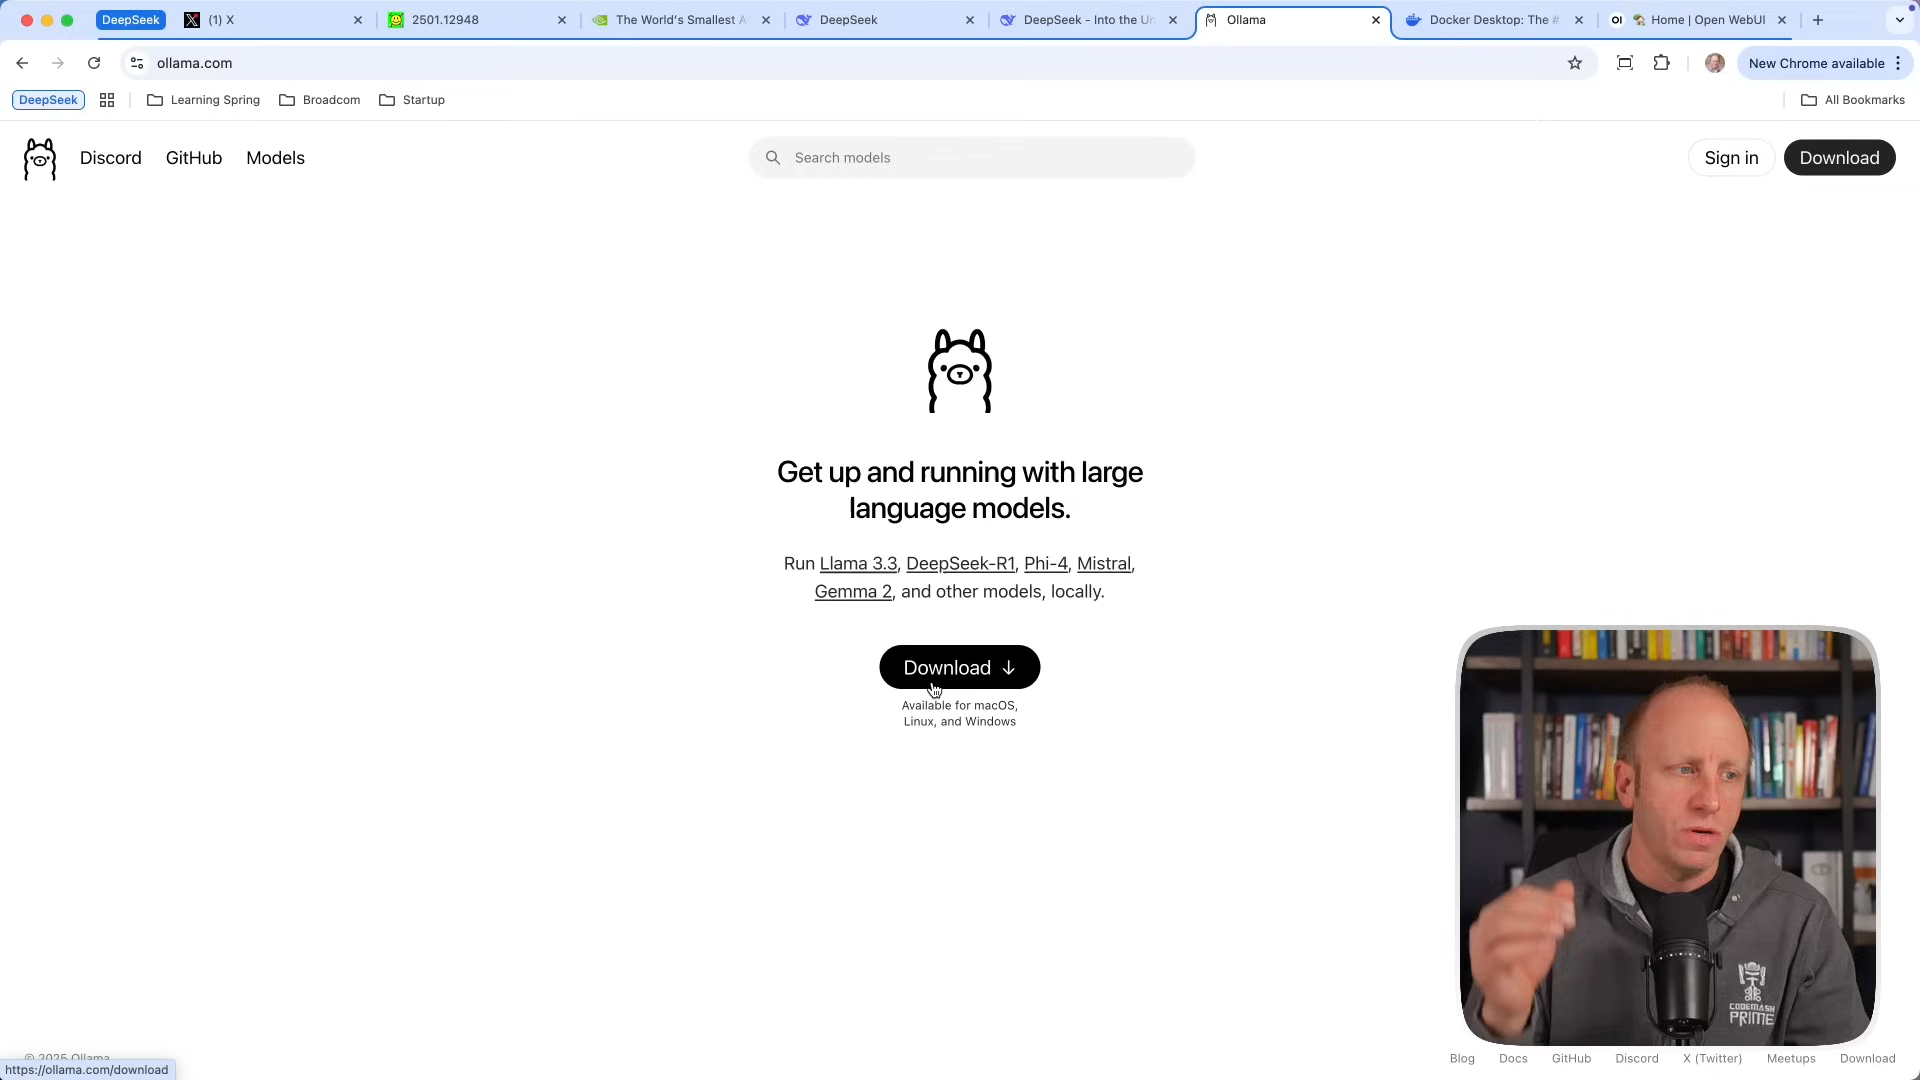 DeepSeek
(1) X
2501.12948
The World's Smallest A
DeepSeek
DeepSeek - Into the Un
Ollama
Docker Desktop: The #
OI
Home | Open WebUI
ollama.com
New Chrome available
DeepSeek
Learning Spring
Broadcom
Startup
All Bookmarks
Discord
GitHub
Models
Search models
Sign in
Download
Get up and running with large
language models.
Run Llama 3.3, DeepSeek-R1, Phi-4, Mistral,
Gemma 2, and other models, locally.
Download ↓
Available for macOS,
Linux, and Windows
CODEMASH
PRIME
© 2025 Ollama
Blog
Docs
GitHub
Discord
X (Twitter)
Meetups
Download
https://ollama.com/download